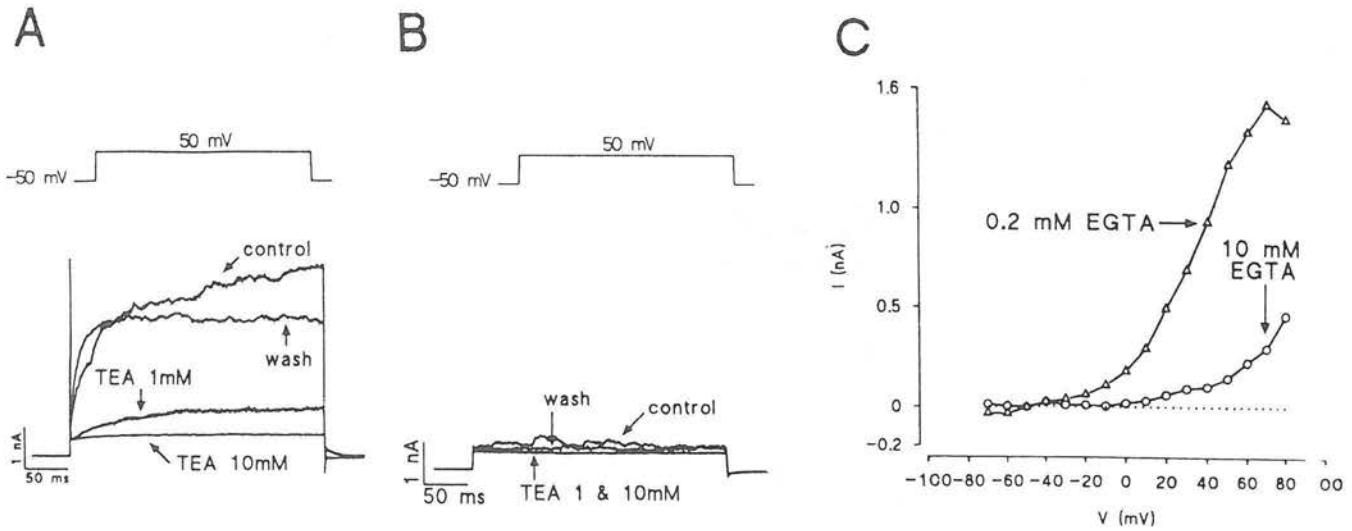 A
50 mV
-50 mV
control
wash
TEA 1mM
TEA 10mM
1 nA
50 ms
B
50 mV
-50 mV
wash
control
1 nA
50 ms
TEA 1 & 10mM
C
1.6
1.0
0.5
0
-0.2
I (nA)
0.2 mM EGTA
10 mM
EGTA
-100 -80 -60 -40 -20 0 20 40 60 80 00
V (mV)